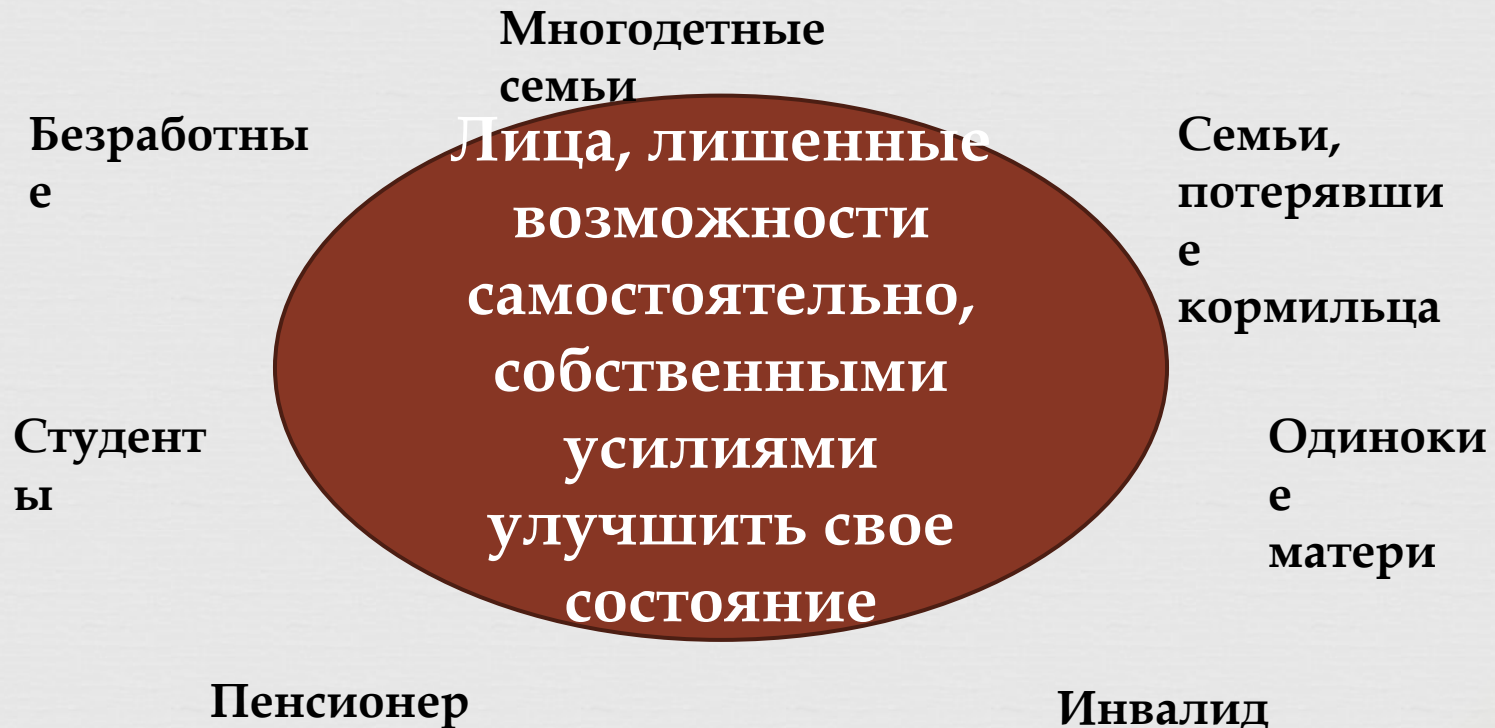 Многодетные
семьи
Безработны
е
Лица, лишенные
возможности
самостоятельно,
собственными
усилиями
улучшить свое
состояние
Семьи,
потерявши
е
кормильца
Студент
ы
Одиноки
е
матери
Пенсионер
Инвалид